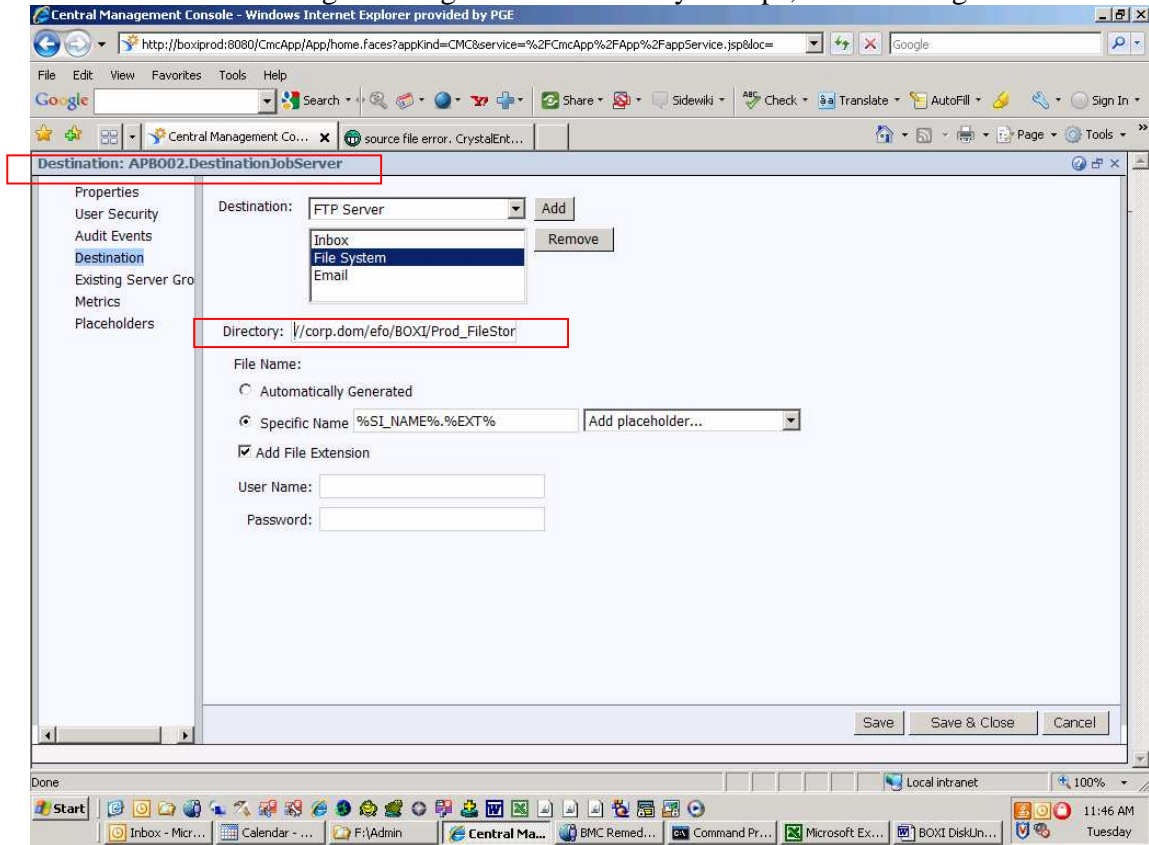 Central Management Console - Windows Internet Explorer provided by PGE
http://boxiprod:8080/CmcApp/App/home.faces?appKind=CMC&service=%2FCmcApp%2FApp%2FappService.jsp&loc=
Google
File Edit View Favorites Tools Help
Google Search Share Sidewiki Check Translate AutoFill Sign In
Central Management Co... source file error. CrystalEnt... Page Tools
Destination: APBO02.DestinationJobServer
Properties
User Security
Audit Events
Destination
Existing Server Gro
Metrics
Placeholders
Destination: FTP Server Add
Inbox Remove
File System
Email
Directory: //corp.dom/efo/BOXI/Prod_FileStor
File Name:
Automatically Generated
Specific Name %SI_NAME%.%EXT% Add placeholder...
Add File Extension
User Name:
Password:
Save Save & Close Cancel
Done Local intranet 100%
Start 11:46 AM
Inbox - Micr... Calendar - ... F:\Admin Central Ma... BMC Remed... Command Pr... Microsoft Ex... BOXI DiskUn... Tuesday